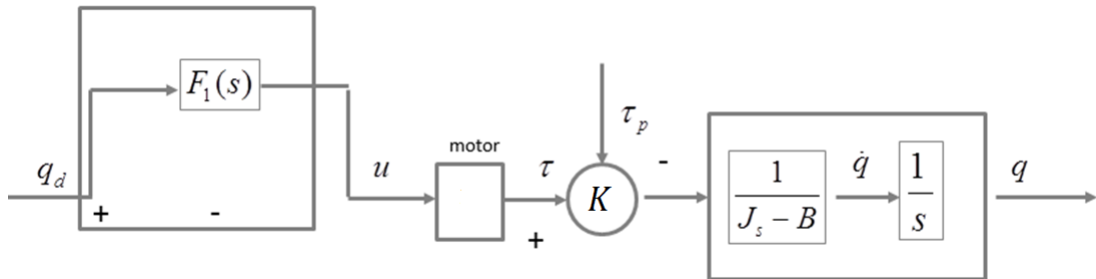 F₁(s)
q_d
+
-
u
motor
τ
+
τ_p
K
-
1
J_s − B
q̇
1
s
q